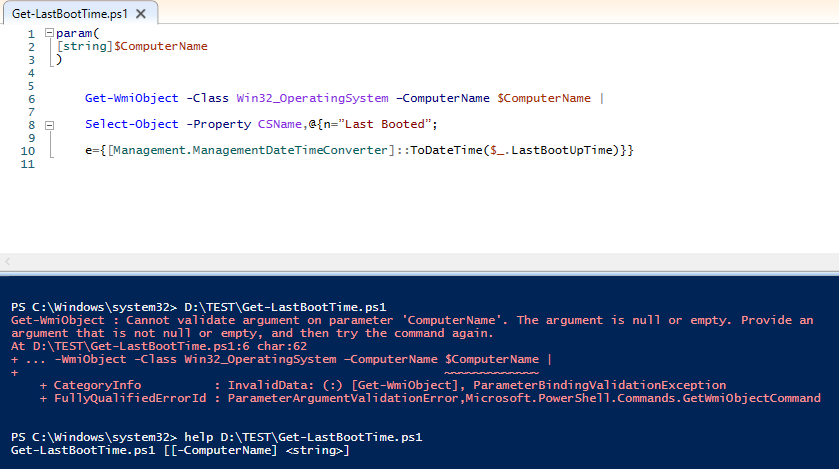 Get-LastBootTime.ps1 X
1 param(
2 [string]$ComputerName
3 )
4
5
6 Get-WmiObject -Class Win32_OperatingSystem –ComputerName $ComputerName |
7
8 Select-Object -Property CSName,@{n=”Last Booted”;
9
10 e={[Management.ManagementDateTimeConverter]::ToDateTime($_.LastBootUpTime)}}
11
PS C:\Windows\system32> D:\TEST\Get-LastBootTime.ps1
Get-WmiObject : Cannot validate argument on parameter 'ComputerName'. The argument is null or empty. Provide an
argument that is not null or empty, and then try the command again.
At D:\TEST\Get-LastBootTime.ps1:6 char:62
+ ... -WmiObject -Class Win32_OperatingSystem –ComputerName $ComputerName |
+ ~~~~~~~~~~~~~
+ CategoryInfo : InvalidData: (:) [Get-WmiObject], ParameterBindingValidationException
+ FullyQualifiedErrorId : ParameterArgumentValidationError,Microsoft.PowerShell.Commands.GetWmiObjectCommand
PS C:\Windows\system32> help D:\TEST\Get-LastBootTime.ps1
Get-LastBootTime.ps1 [[-ComputerName] <string>]